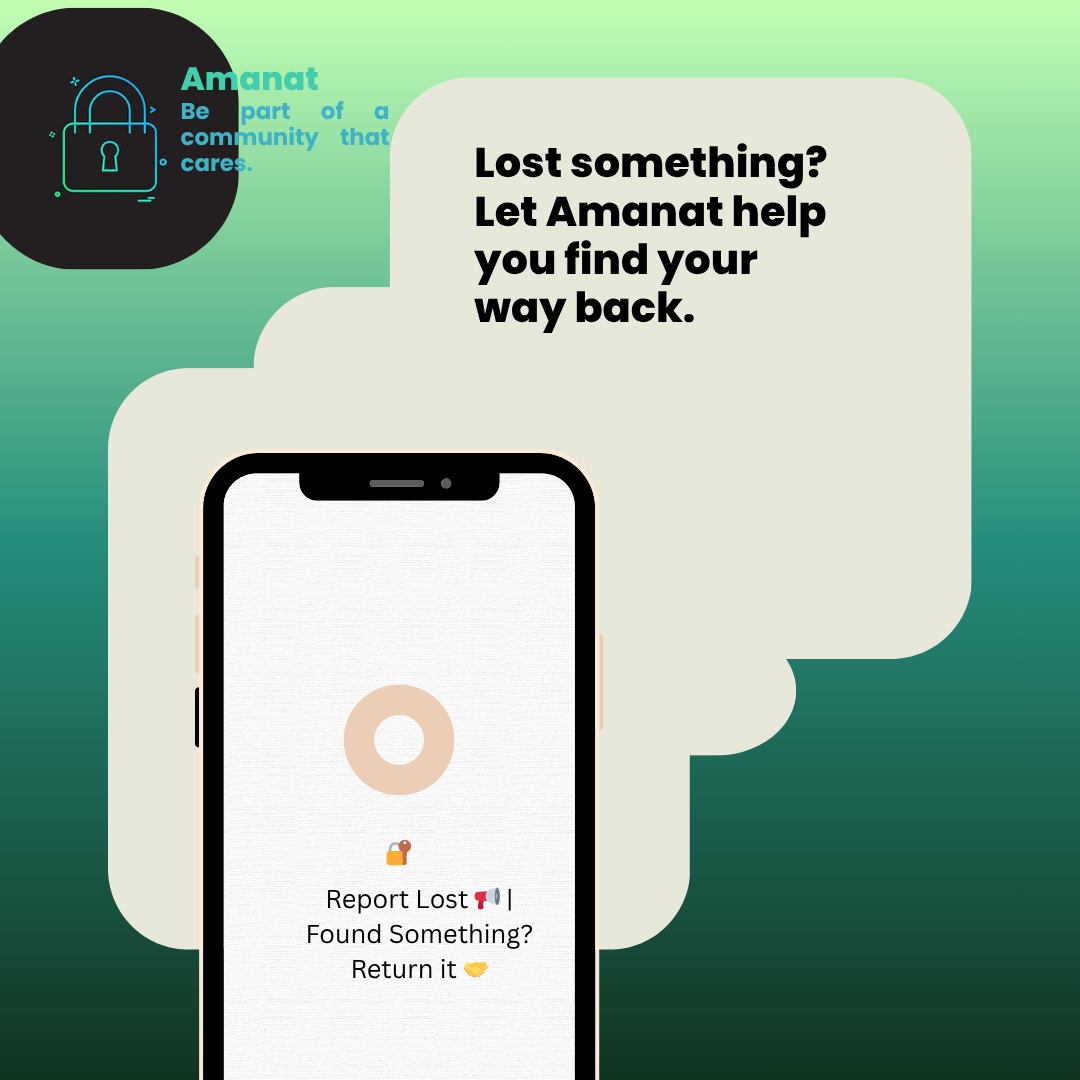 Amanat
Be part of a
community that
cares.
Lost something?
Let Amanat help
you find your
way back.
Report Lost 📢 |
Found Something?
Return it 🤝